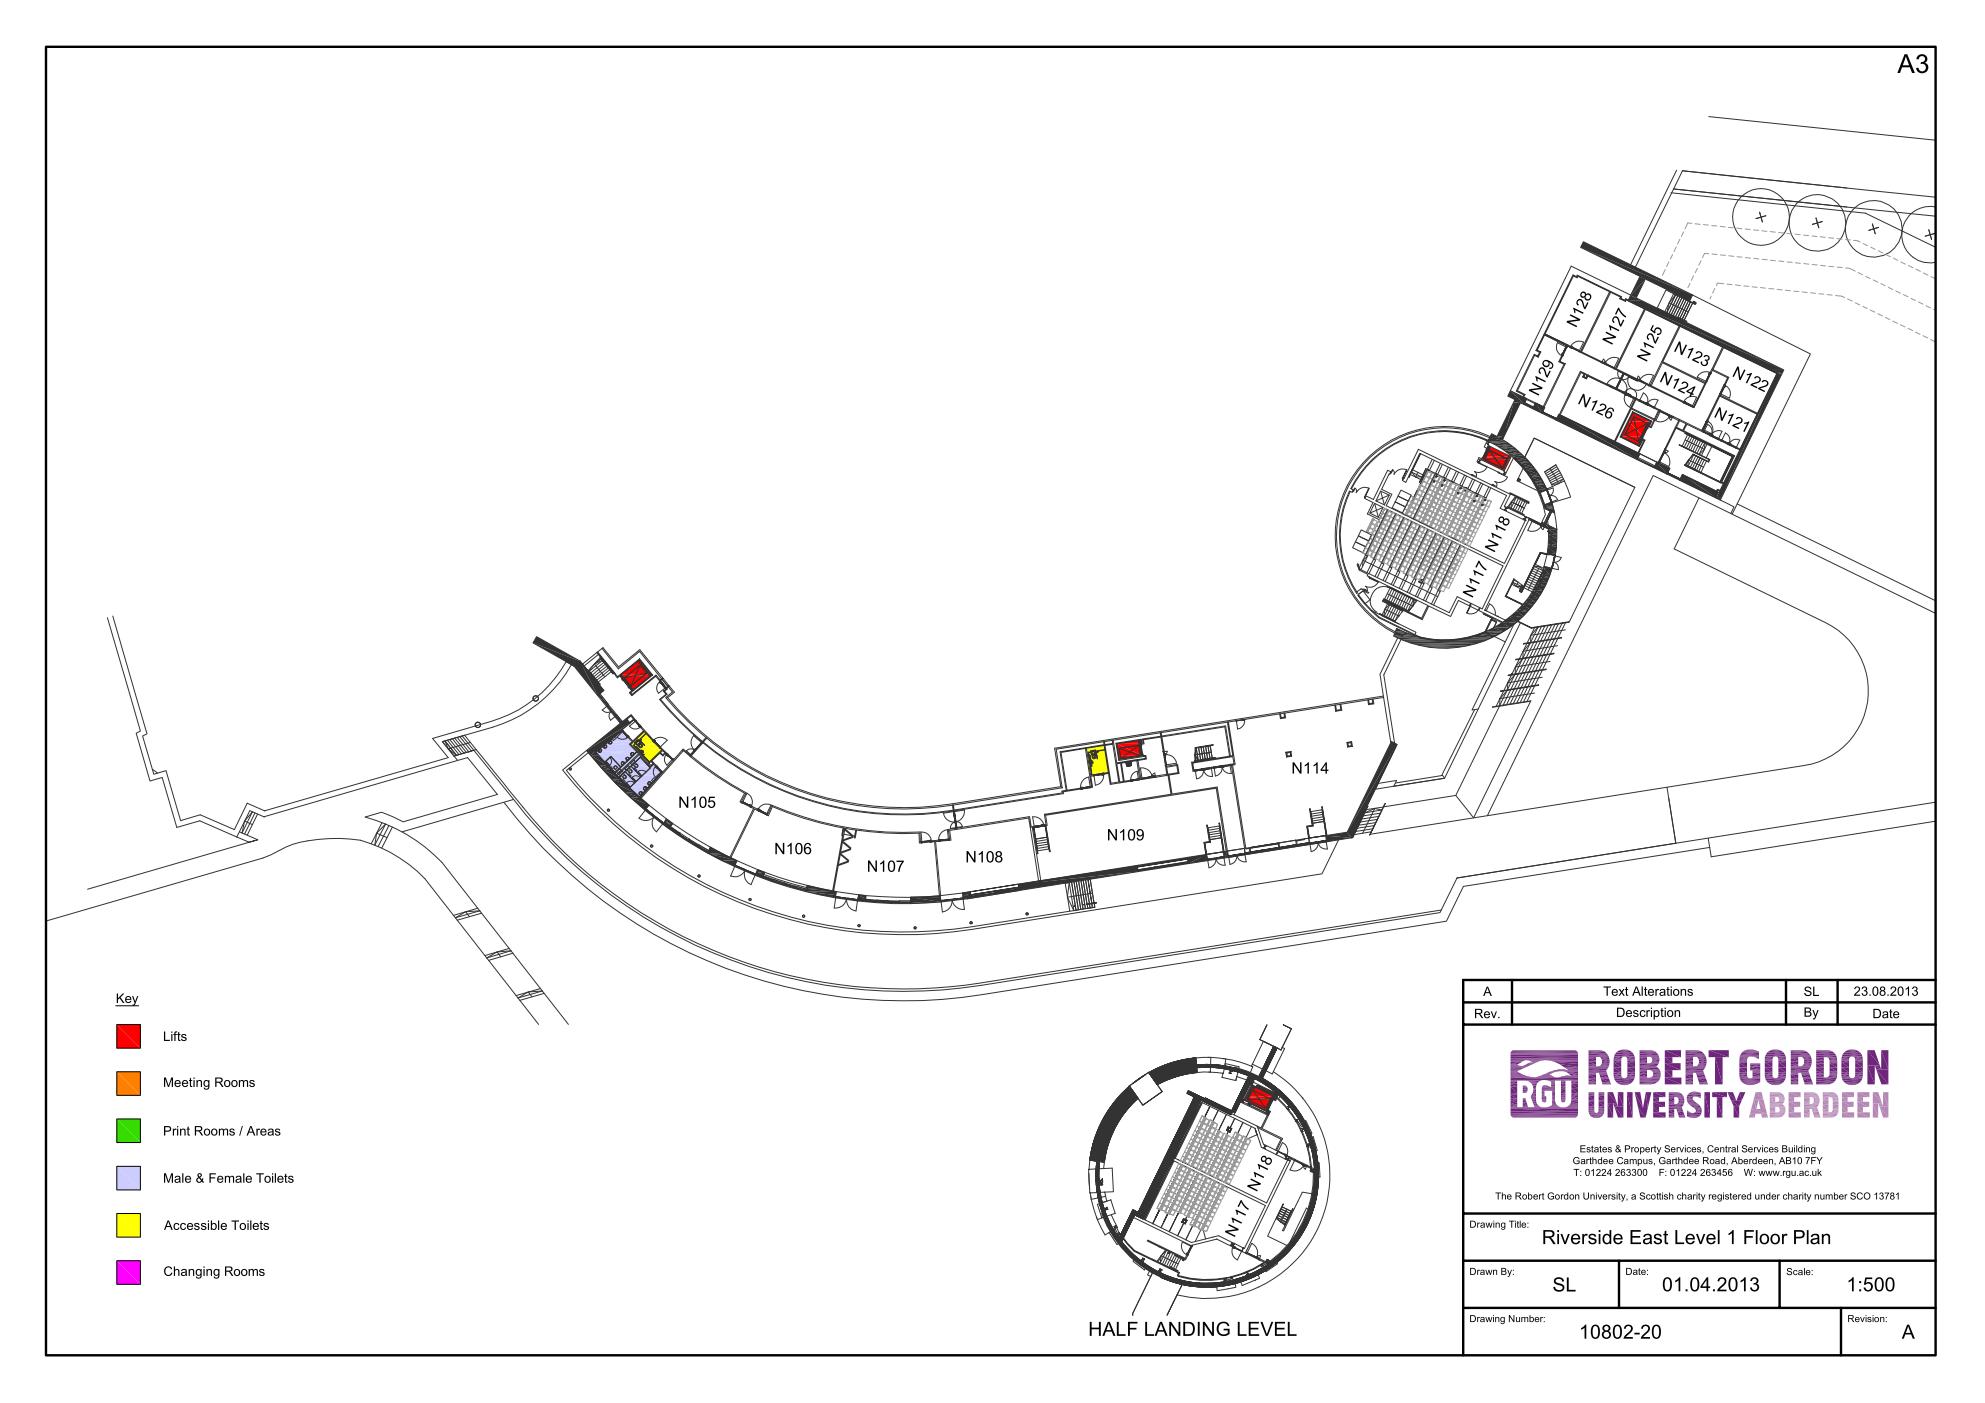 A3
N128
N127
N125
N123
N122
N129
N124
N126
N121
N118
N117
N114
N105
N106
N107
N108
N109
Key
Lifts
Meeting Rooms
Print Rooms / Areas
Male & Female Toilets
Accessible Toilets
Changing Rooms
N118
N117
HALF LANDING LEVEL
A Text Alterations SL 23.08.2013
Rev. Description By Date
RGU
ROBERT GORDON
UNIVERSITY ABERDEEN
Estates & Property Services, Central Services Building
Garthdee Campus, Garthdee Road, Aberdeen, AB10 7FY
T: 01224 263300 F: 01224 263456 W: www.rgu.ac.uk
The Robert Gordon University, a Scottish charity registered under charity number SCO 13781
Drawing Title: Riverside East Level 1 Floor Plan
Drawn By: SL Date: 01.04.2013 Scale: 1:500
Drawing Number: 10802-20 Revision: A